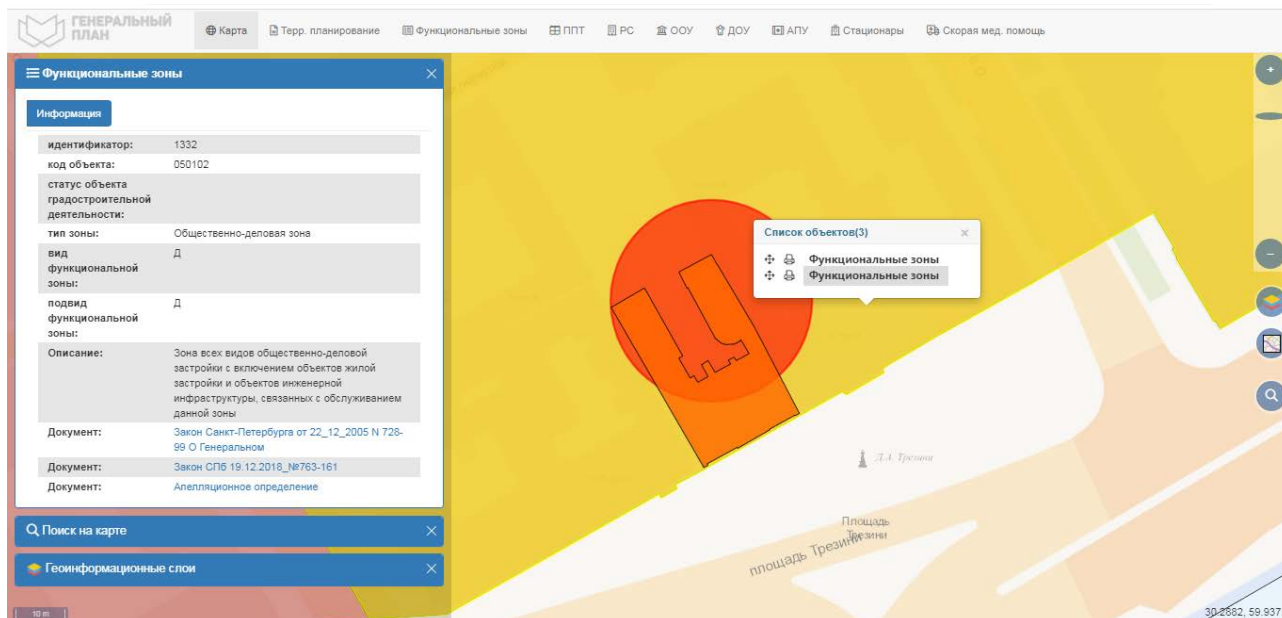 ГЕНЕРАЛЬНЫЙ
ПЛАН
Карта
Терр. планирование
Функциональные зоны
ППТ
РС
ООУ
ДОУ
АПУ
Стационары
Скорая мед. помощь
Функциональные зоны
Информация
идентификатор: 1332
код объекта: 050102
статус объекта
градостроительной
деятельности:
тип зоны: Общественно-деловая зона
вид Д
функциональной
зоны:
подвид Д
функциональной
зоны:
Описание: Зона всех видов общественно-деловой
застройки с включением объектов жилой
застройки и объектов инженерной
инфраструктуры, связанных с обслуживанием
данной зоны
Документ: Закон Санкт-Петербурга от 22_12_2005 N 728-
99 О Генеральном
Документ: Закон СПб 19.12.2018_№763-161
Документ: Апелляционное определение
Поиск на карте
Геоинформационные слои
10 m
Список объектов(3)
Функциональные зоны
Функциональные зоны
Д.А. Трезини
Площадь
Трезини
площадь Трезини
30.2882, 59.937